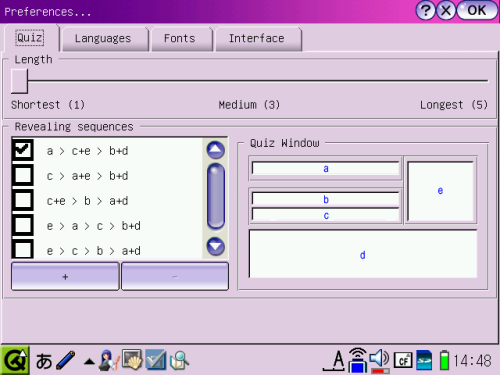 Preferences...
? X OK
Quiz Languages Fonts Interface
Length
Shortest (1) Medium (3) Longest (5)
Revealing sequences
a > c+e > b+d
c > a+e > b+d
c+e > b > a+d
e > a > c > b+d
e > c > b > a+d
+ -
Quiz Window
a
b
c
e
d
あ A CF 14:48